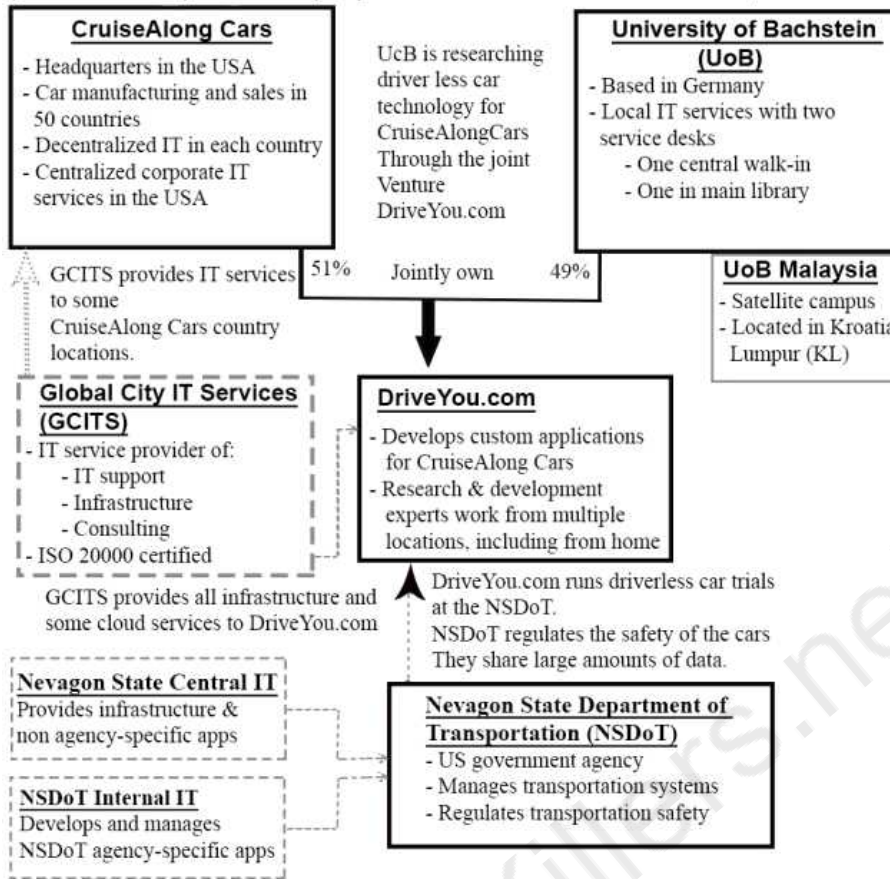 CruiseAlong Cars
- Headquarters in the USA
- Car manufacturing and sales in
50 countries
- Decentralized IT in each country
- Centralized corporate IT
services in the USA
UcB is researching
driver less car
technology for
CruiseAlongCars
Through the joint
Venture
DriveYou.com
University of Bachstein
(UoB)
- Based in Germany
- Local IT services with two
service desks
- One central walk-in
- One in main library
51% Jointly own 49%
GCITS provides IT services
to some
CruiseAlong Cars country
locations.
UoB Malaysia
- Satellite campus
- Located in Kroatia
Lumpur (KL)
Global City IT Services
(GCITS)
- IT service provider of:
- IT support
- Infrastructure
- Consulting
- ISO 20000 certified
DriveYou.com
- Develops custom applications
for CruiseAlong Cars
- Research & development
experts work from multiple
locations, including from home
GCITS provides all infrastructure and
some cloud services to DriveYou.com
DriveYou.com runs driverless car trials
at the NSDoT.
NSDoT regulates the safety of the cars
They share large amounts of data.
Nevagon State Central IT
Provides infrastructure &
non agency-specific apps
NSDoT Internal IT
Develops and manages
NSDoT agency-specific apps
Nevagon State Department of
Transportation (NSDoT)
- US government agency
- Manages transportation systems
- Regulates transportation safety